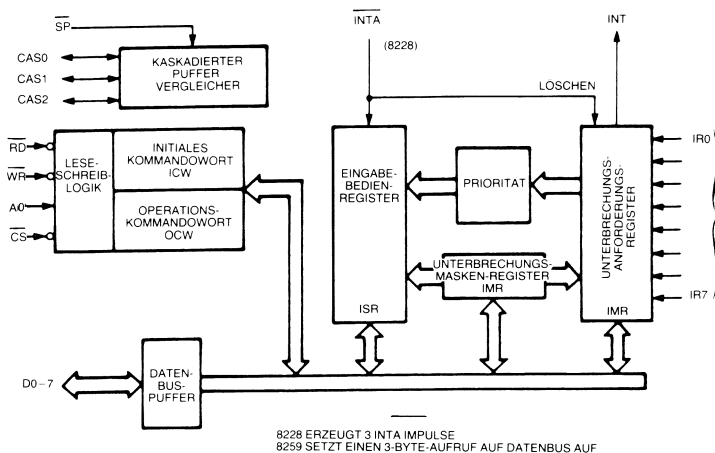 SP
INTA
INT
(8228)
CAS0
CAS1
CAS2
KASKADIERTER
PUFFER
VERGLEICHER
LÖSCHEN
RD
WR
A0
CS
LESE-
SCHREIB-
LOGIK
INITIALES
KOMMANDOWORT
ICW
OPERATIONS-
KOMMANDOWORT
OCW
EINGABE-
BEDIEN-
REGISTER
ISR
PRIORITAT
UNTERBRECHUNGS-
MASKEN-REGISTER
IMR
UNTERBRECHUNGS-
ANFORDERUNGS-
REGISTER
IMR
IR0
IR7
D0-7
DATEN-
BUS-
PUFFER
8228 ERZEUGT 3 INTA IMPULSE
8259 SETZT EINEN 3-BYTE-AUFRUF AUF DATENBUS AUF